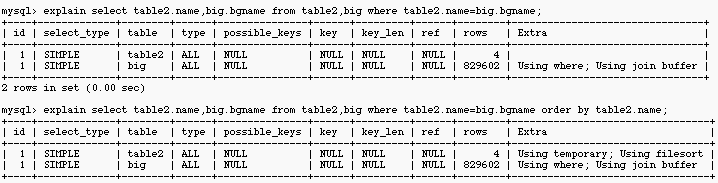 mysql> explain select table2.name,big.bgname from table2,big where table2.name=big.bgname;
+----+-------------+--------+------+---------------+------+---------+------+--------+--------------------------------+
| id | select_type | table  | type | possible_keys | key  | key_len | ref  | rows   | Extra                          |
+----+-------------+--------+------+---------------+------+---------+------+--------+--------------------------------+
|  1 | SIMPLE      | table2 | ALL  | NULL          | NULL | NULL    | NULL |      4 |                                |
|  1 | SIMPLE      | big    | ALL  | NULL          | NULL | NULL    | NULL | 829602 | Using where; Using join buffer |
+----+-------------+--------+------+---------------+------+---------+------+--------+--------------------------------+
2 rows in set (0.00 sec)
mysql> explain select table2.name,big.bgname from table2,big where table2.name=big.bgname order by table2.name;
+----+-------------+--------+------+---------------+------+---------+------+--------+---------------------------------+
| id | select_type | table  | type | possible_keys | key  | key_len | ref  | rows   | Extra                           |
+----+-------------+--------+------+---------------+------+---------+------+--------+---------------------------------+
|  1 | SIMPLE      | table2 | ALL  | NULL          | NULL | NULL    | NULL |      4 | Using temporary; Using filesort |
|  1 | SIMPLE      | big    | ALL  | NULL          | NULL | NULL    | NULL | 829602 | Using where; Using join buffer  |
+----+-------------+--------+------+---------------+------+---------+------+--------+---------------------------------+